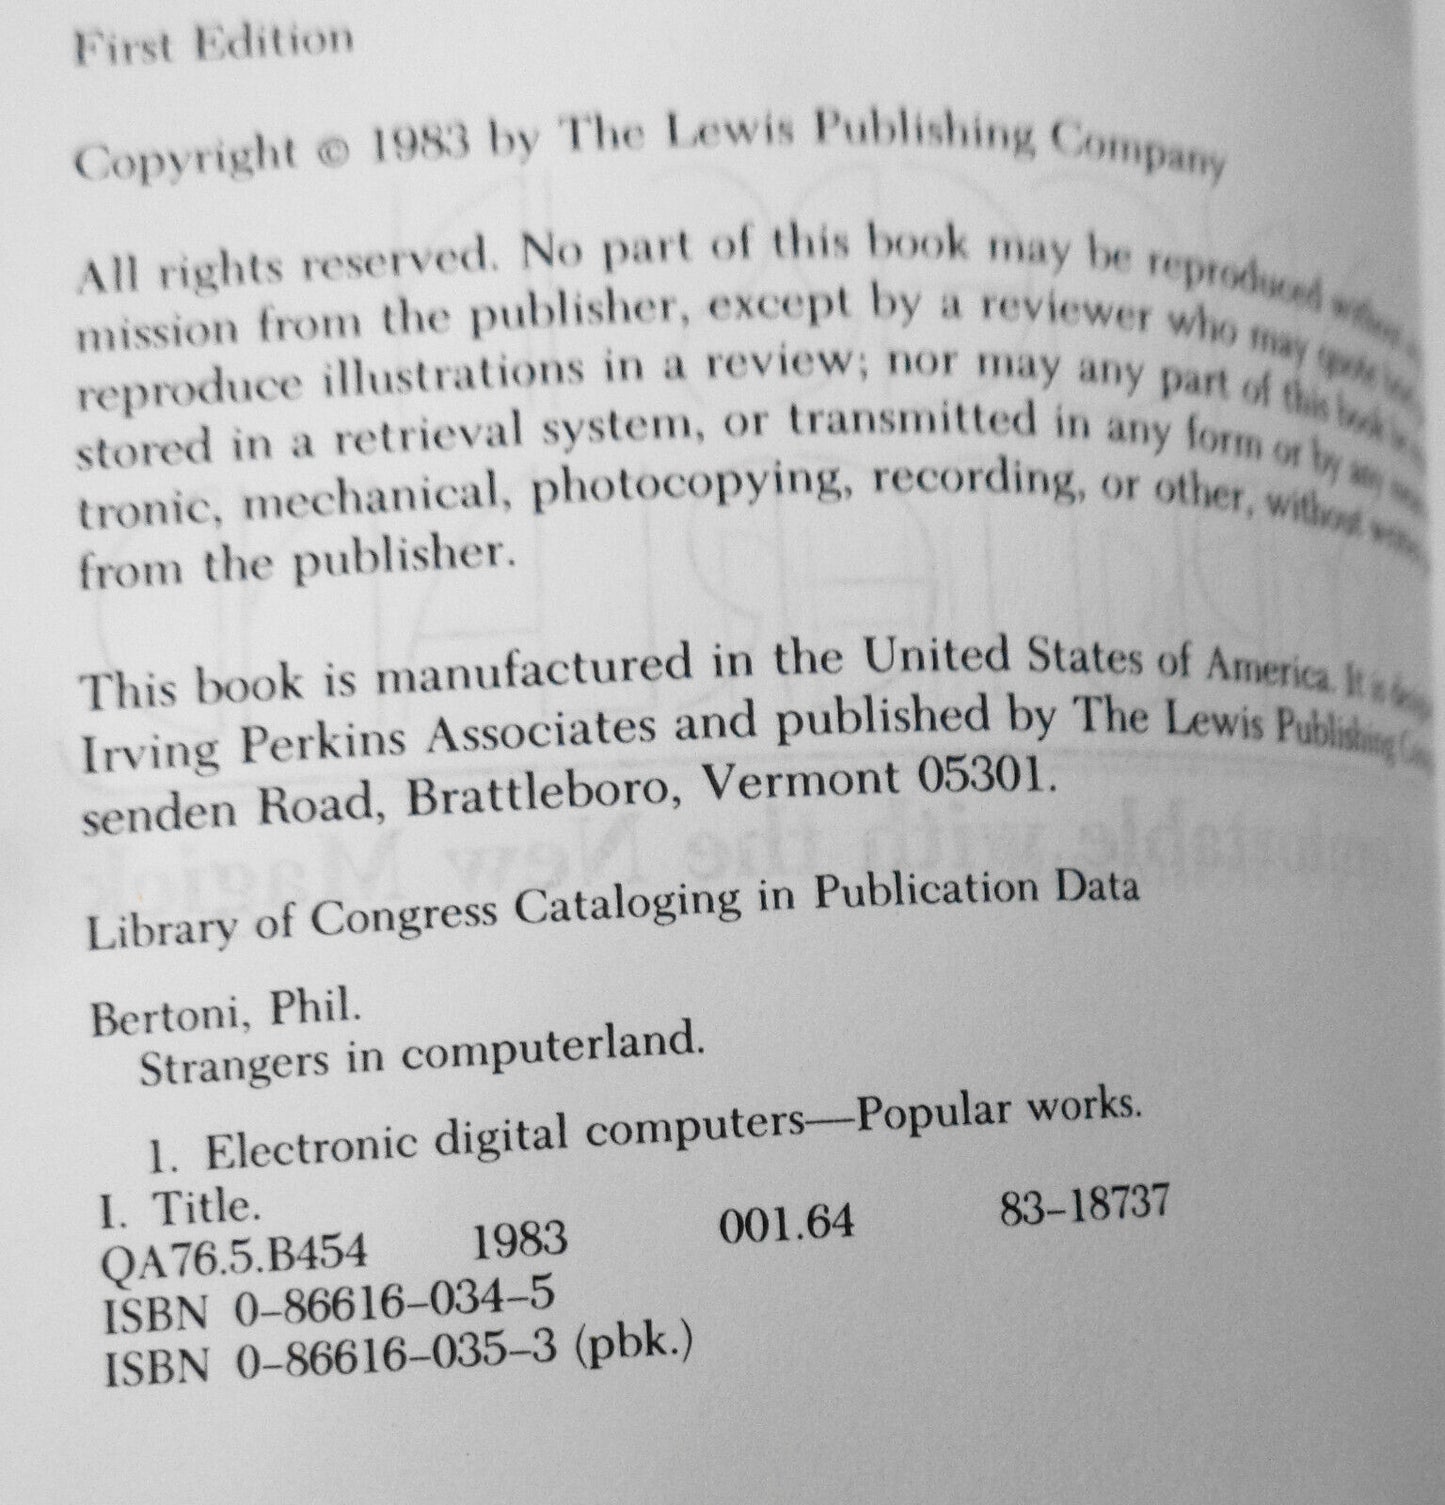 First Edition
Copyright © 1983 by The Lewis Publishing Company
All rights reserved. No part of this book may be reproduced without
mission from the publisher, except by a reviewer who may quote
reproduce illustrations in a review; nor may any part of this book be
stored in a retrieval system, or transmitted in any form or by any
tronic, mechanical, photocopying, recording, or other, without
from the publisher.
This book is manufactured in the United States of America. It is
Irving Perkins Associates and published by The Lewis Publishing
senden Road, Brattleboro, Vermont 05301.
Library of Congress Cataloging in Publication Data
Bertoni, Phil.
Strangers in computerland.
1. Electronic digital computers—Popular works.
I. Title.
QA76.5.B454 1983 001.64 83–18737
ISBN 0–86616–034–5
ISBN 0–86616–035–3 (pbk.)